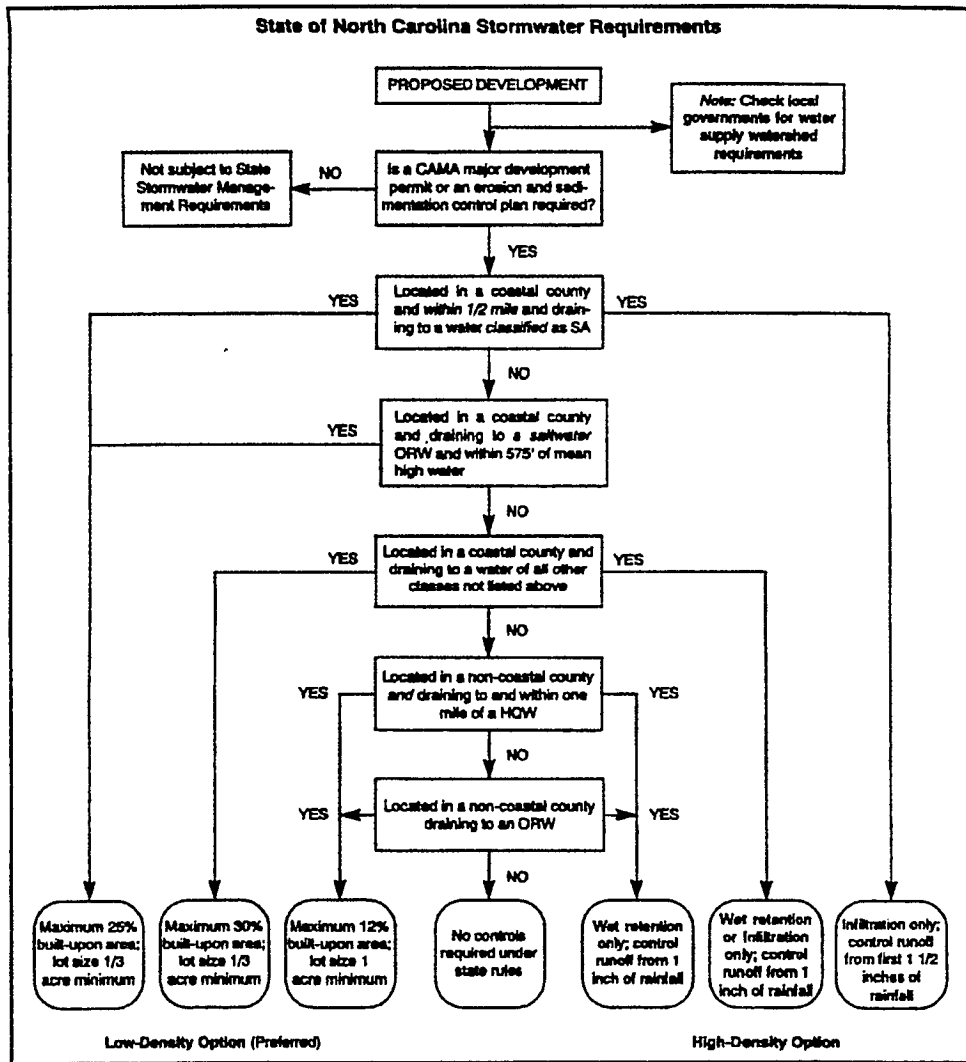 State of North Carolina Stormwater Requirements
PROPOSED DEVELOPMENT
Note: Check local
governments for water
supply watershed
requirements
Not subject to State
Stormwater Manage-
ment Requirements
NO
Is a CAMA major development
permit or an erosion and sedi-
mentation control plan required?
YES
YES
Located in a coastal county
and within 1/2 mile and drain-
ing to a water classified as SA
YES
NO
YES
Located in a coastal county
and draining to a saltwater
ORW and within 575' of mean
high water
NO
YES
Located in a coastal county and
draining to a water of all other
classes not listed above
YES
NO
YES
Located in a non-coastal county
and draining to and within one
mile of a HQW
YES
NO
YES
Located in a non-coastal county
draining to an ORW
YES
NO
Maximum 25%
built-upon area;
lot size 1/3
acre minimum
Maximum 30%
built-upon area;
lot size 1/3
acre minimum
Maximum 12%
built-upon area;
lot size 1
acre minimum
No controls
required under
state rules
Wet retention
only; control
runoff from 1
inch of rainfall
Wet retention
or Infiltration
only; control
runoff from 1
inch of rainfall
Infiltration only;
control runoff
from first 1 1/2
inches of
rainfall
Low-Density Option (Preferred)
High-Density Option